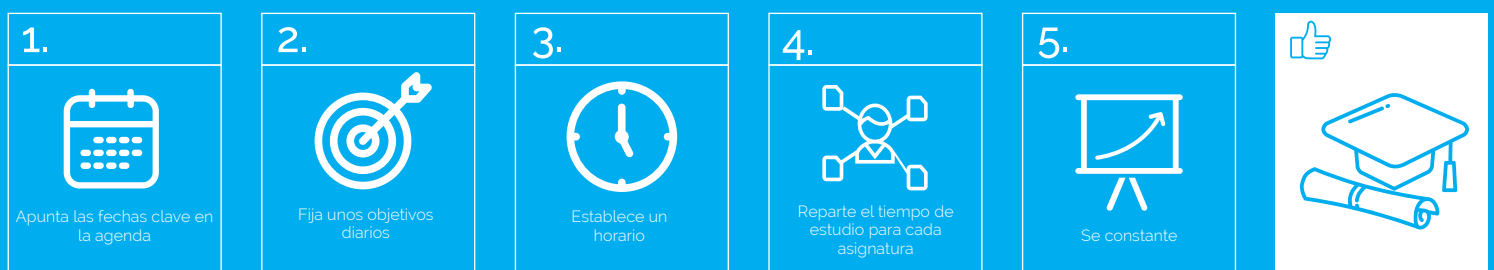 1.
Apunta las fechas clave en
la agenda
2.
Fija unos objetivos
diarios
3.
Establece un
horario
4.
Reparte el tiempo de
estudio para cada
asignatura
5.
Se constante